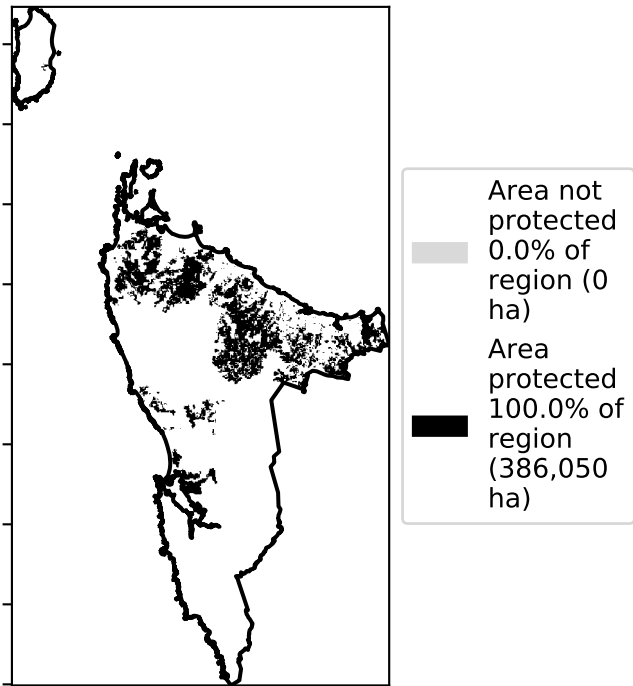 Area not
protected
0.0% of
region (0
ha)
Area
protected
100.0% of
region
(386,050
ha)